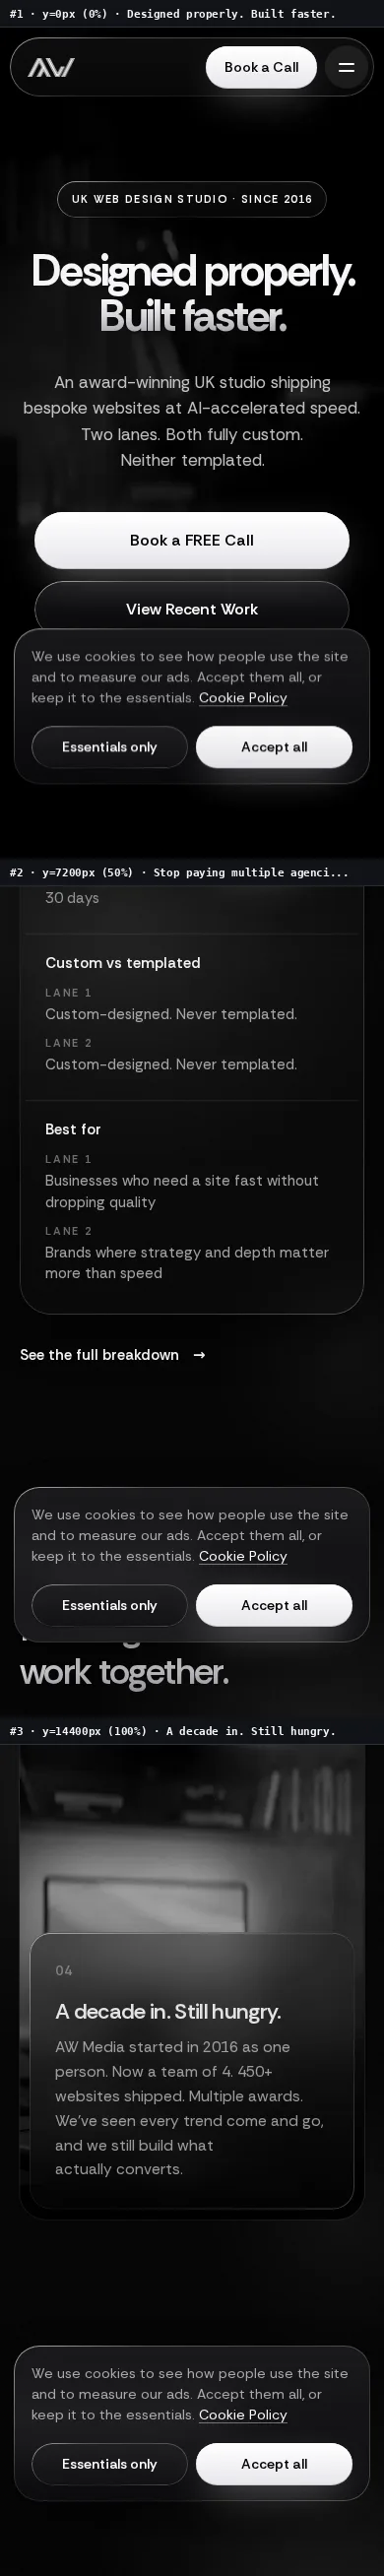 #1 · y=0px (0%) · Designed properly. Built faster.
AW
Book a Call
UK WEB DESIGN STUDIO · SINCE 2016
Designed properly.
Built faster.
An award-winning UK studio shipping
bespoke websites at AI-accelerated speed.
Two lanes. Both fully custom.
Neither templated.
Book a FREE Call
View Recent Work
We use cookies to see how people use the site
and to measure our ads. Accept them all, or
keep it to the essentials. Cookie Policy
Essentials only
Accept all
#2 · y=7200px (50%) · Stop paying multiple agenci...
30 days
Custom vs templated
LANE 1
Custom-designed. Never templated.
LANE 2
Custom-designed. Never templated.
Best for
LANE 1
Businesses who need a site fast without
dropping quality
LANE 2
Brands where strategy and depth matter
more than speed
See the full breakdown →
We use cookies to see how people use the site
and to measure our ads. Accept them all, or
keep it to the essentials. Cookie Policy
Essentials only
Accept all
work together.
#3 · y=14400px (100%) · A decade in. Still hungry.
04
A decade in. Still hungry.
AW Media started in 2016 as one
person. Now a team of 4. 450+
websites shipped. Multiple awards.
We've seen every trend come and go,
and we still build what
actually converts.
We use cookies to see how people use the site
and to measure our ads. Accept them all, or
keep it to the essentials. Cookie Policy
Essentials only
Accept all